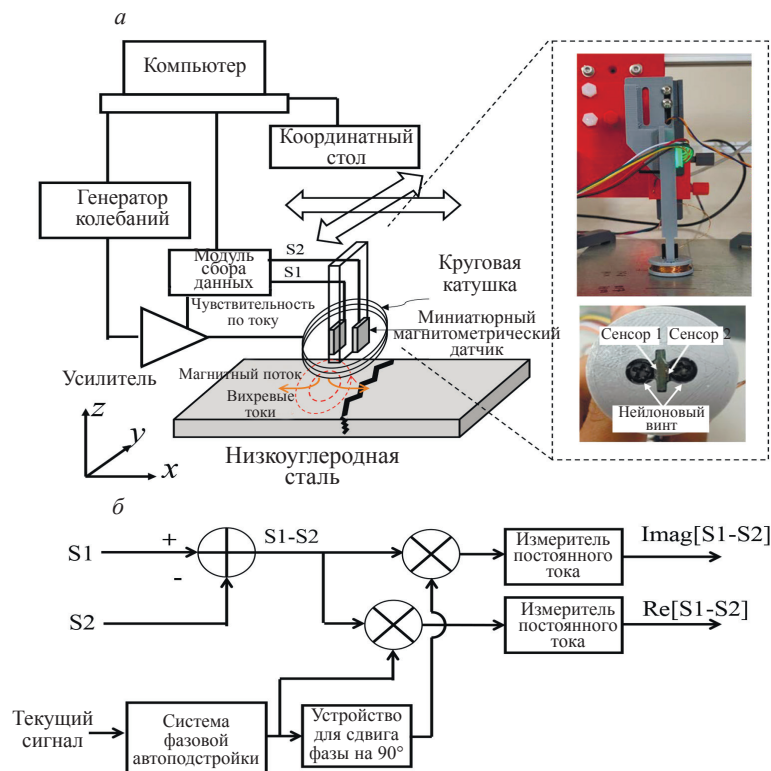 а
Компьютер
Координатный
стол
Генератор
колебаний
S2
Модуль
сбора
данных
S1
Круговая
катушка
Чувствительность
по току
Миниатюрный
магнитометрический
датчик
Усилитель
Магнитный поток
Вихревые
токи
z
y
x
Низкоуглеродная
сталь
Сенсор 1
Сенсор 2
Нейлоновый
винт
б
S1
+
-
S1-S2
S2
Измеритель
постоянного
тока
Imag[S1-S2]
Измеритель
постоянного
тока
Re[S1-S2]
Текущий
сигнал
Система
фазовой
автоподстройки
Устройство
для сдвига
фазы на 90°